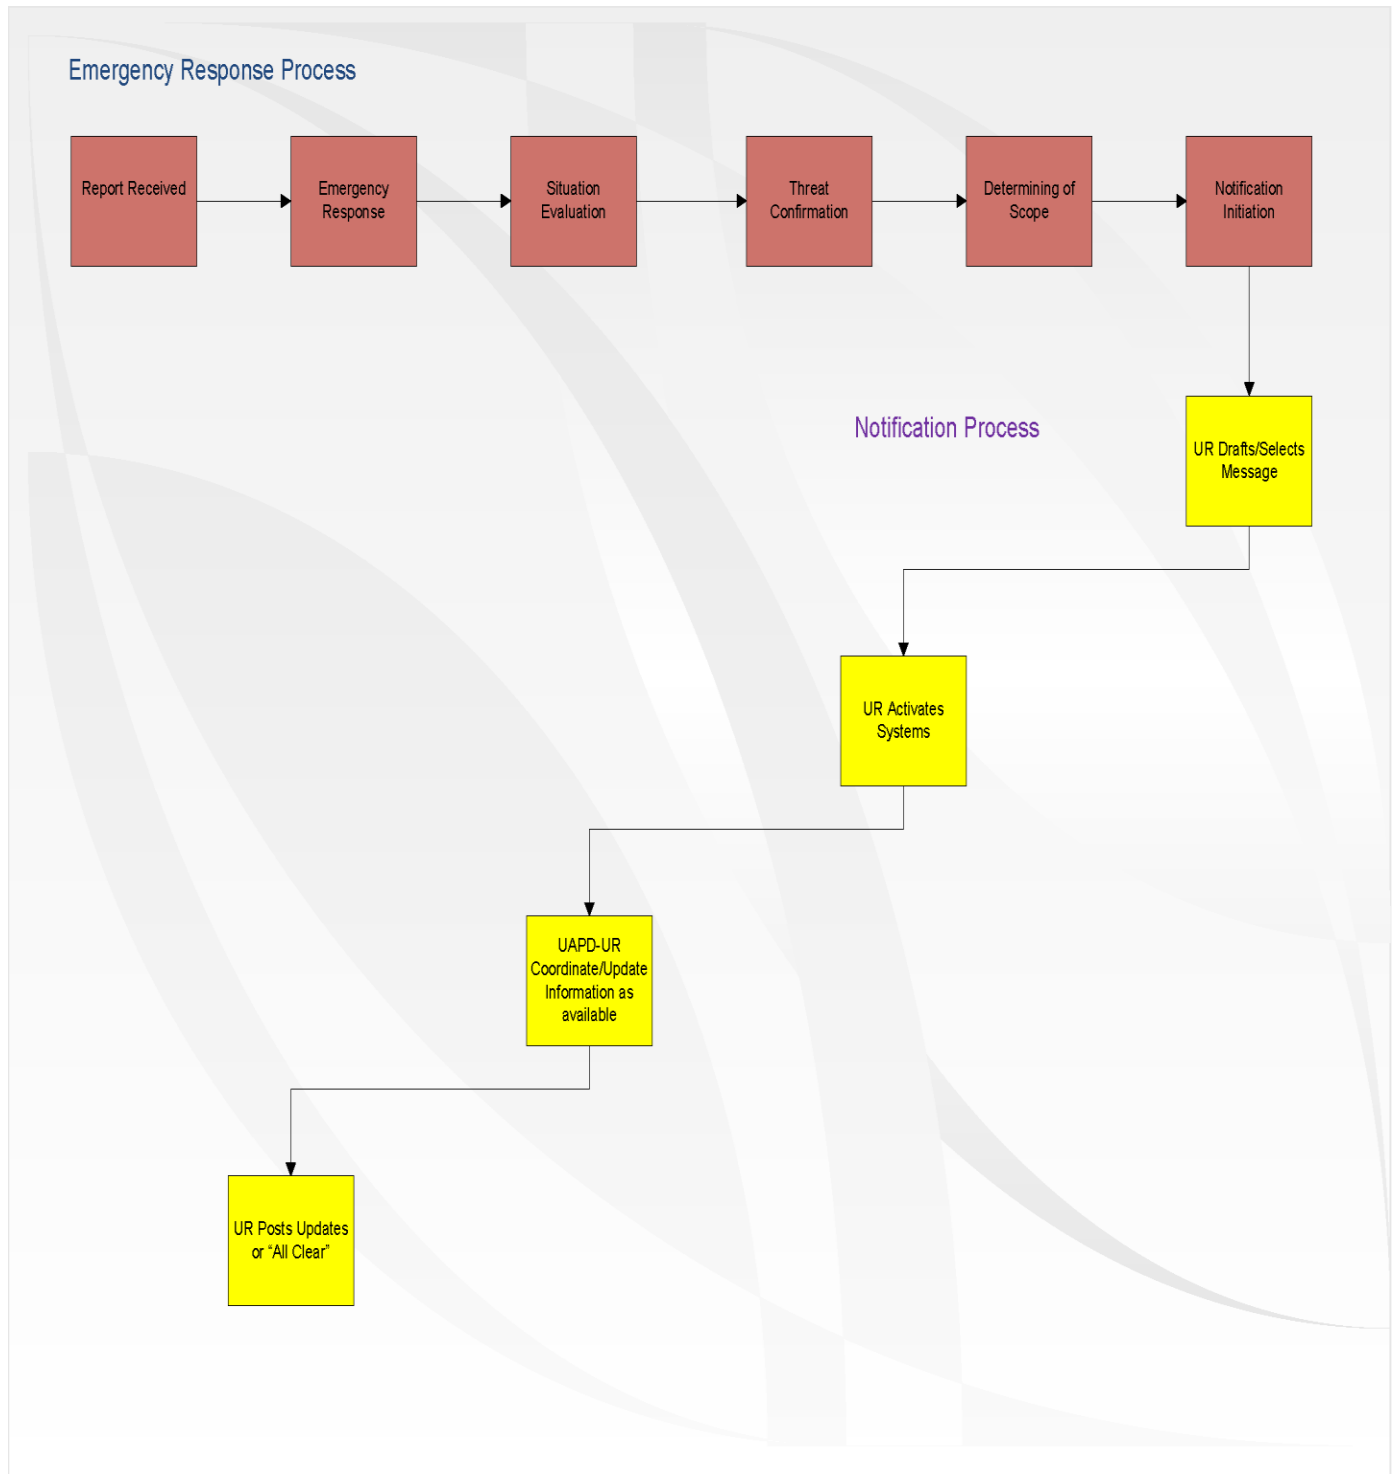 Emergency Response Process
Report Received
Emergency
Response
Situation
Evaluation
Threat
Confirmation
Determining of
Scope
Notification
Initiation
Notification Process
UR Drafts/Selects
Message
UR Activates
Systems
UAPD-UR
Coordinate/Update
Information as
available
UR Posts Updates
or “All Clear”